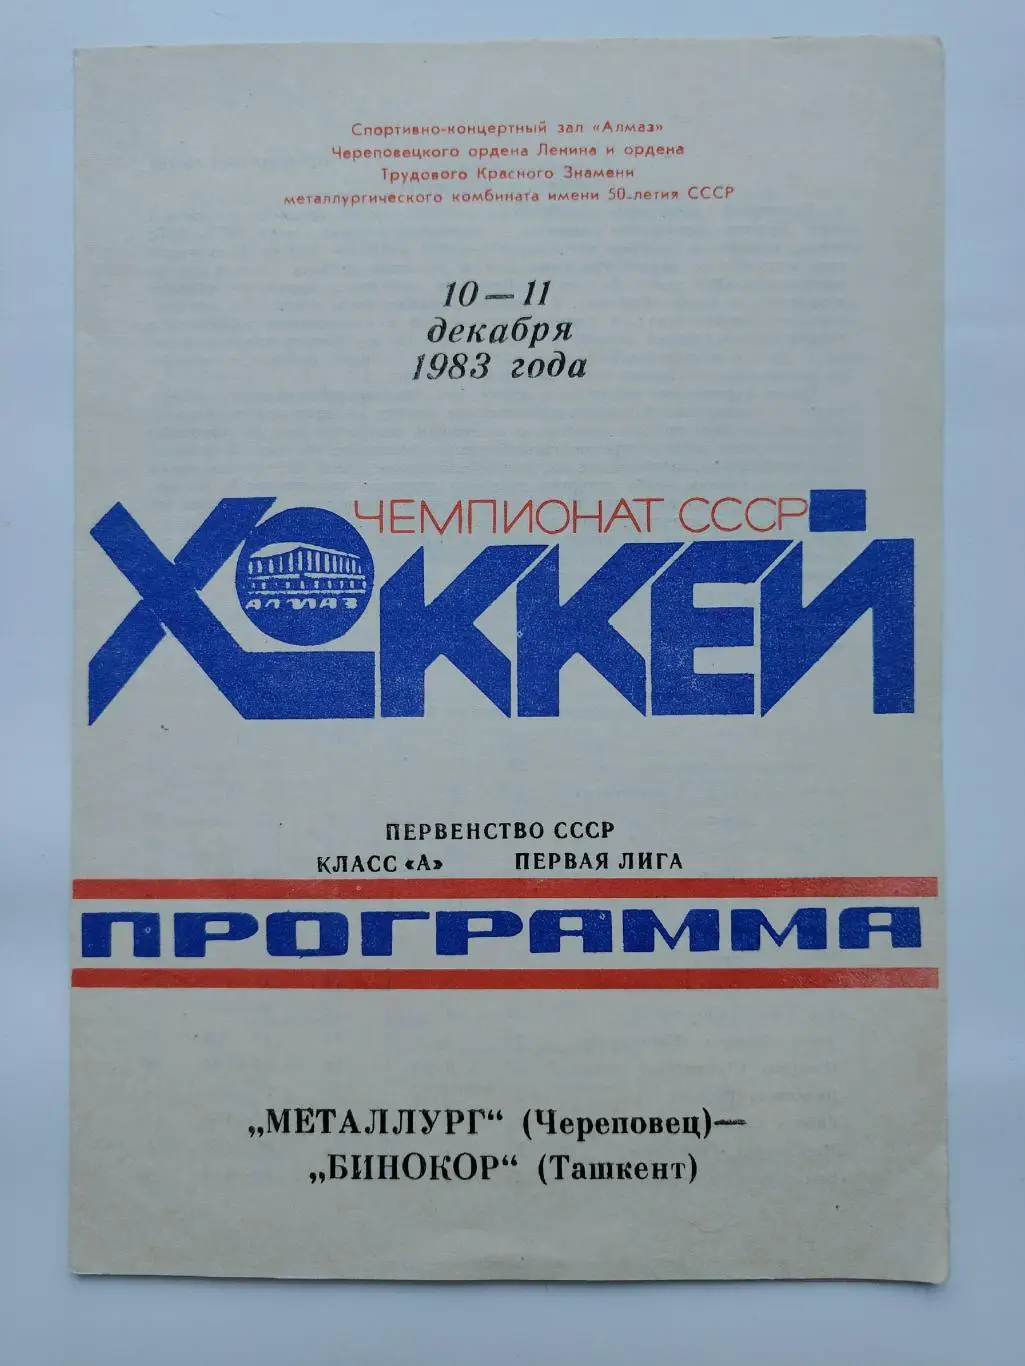 Спортивно-концертный зал «Алмаз»
Череповецкого ордена Ленина и ордена
Трудового Красного Знамени
металлургического комбината имени 50-летия СССР
10—11
декабря
1983 года
ЧЕМПИОНАТ СССР
ХОККЕЙ
АЛМАЗ
ПЕРВЕНСТВО СССР
КЛАСС «А» ПЕРВАЯ ЛИГА
ПРОГРАММА
„МЕТАЛЛУРГ“ (Череповец)—
„БИНОКОР“ (Ташкент)